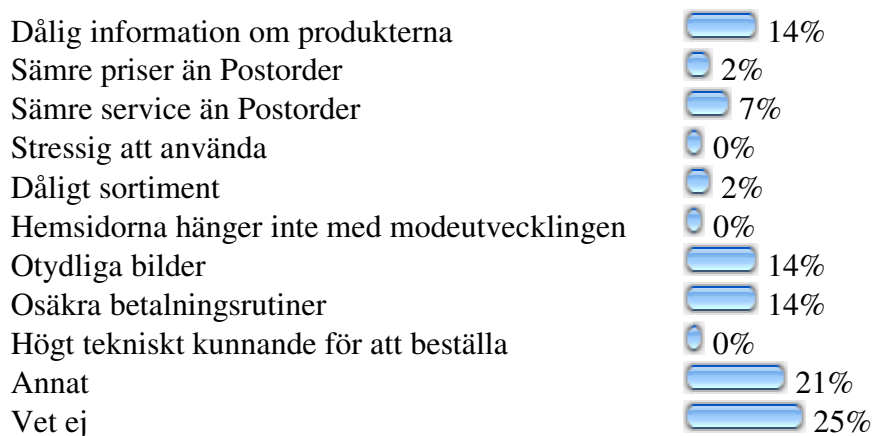 Dålig information om produkterna 14%
Sämre priser än Postorder 2%
Sämre service än Postorder 7%
Stressig att använda 0%
Dåligt sortiment 2%
Hemsidorna hänger inte med modeutvecklingen 0%
Otydliga bilder 14%
Osäkra betalningsrutiner 14%
Högt tekniskt kunnande för att beställa 0%
Annat 21%
Vet ej 25%